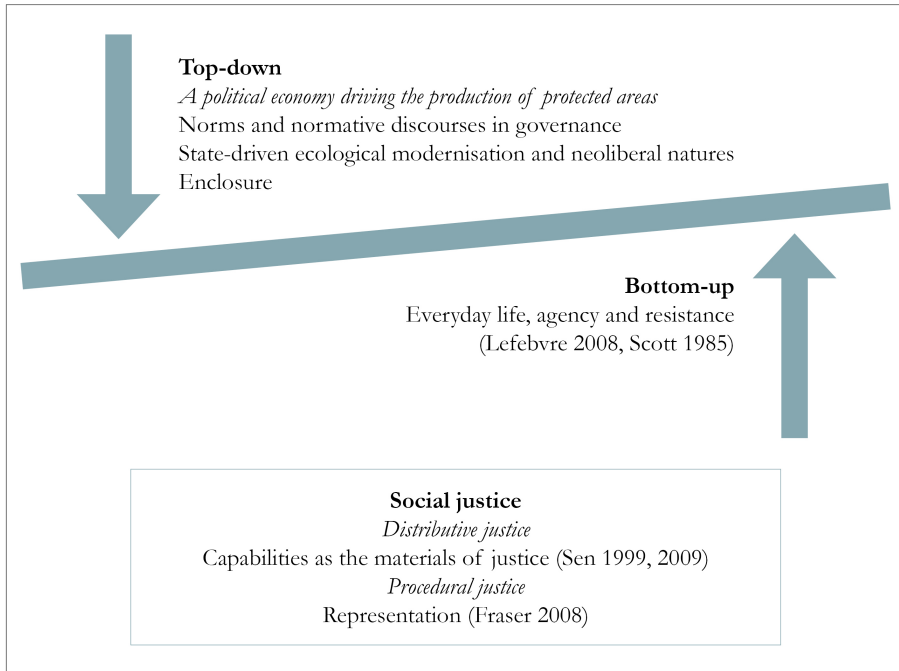 Top-down
A political economy driving the production of protected areas
Norms and normative discourses in governance
State-driven ecological modernisation and neoliberal natures
Enclosure
Bottom-up
Everyday life, agency and resistance
(Lefebvre 2008, Scott 1985)
Social justice
Distributive justice
Capabilities as the materials of justice (Sen 1999, 2009)
Procedural justice
Representation (Fraser 2008)